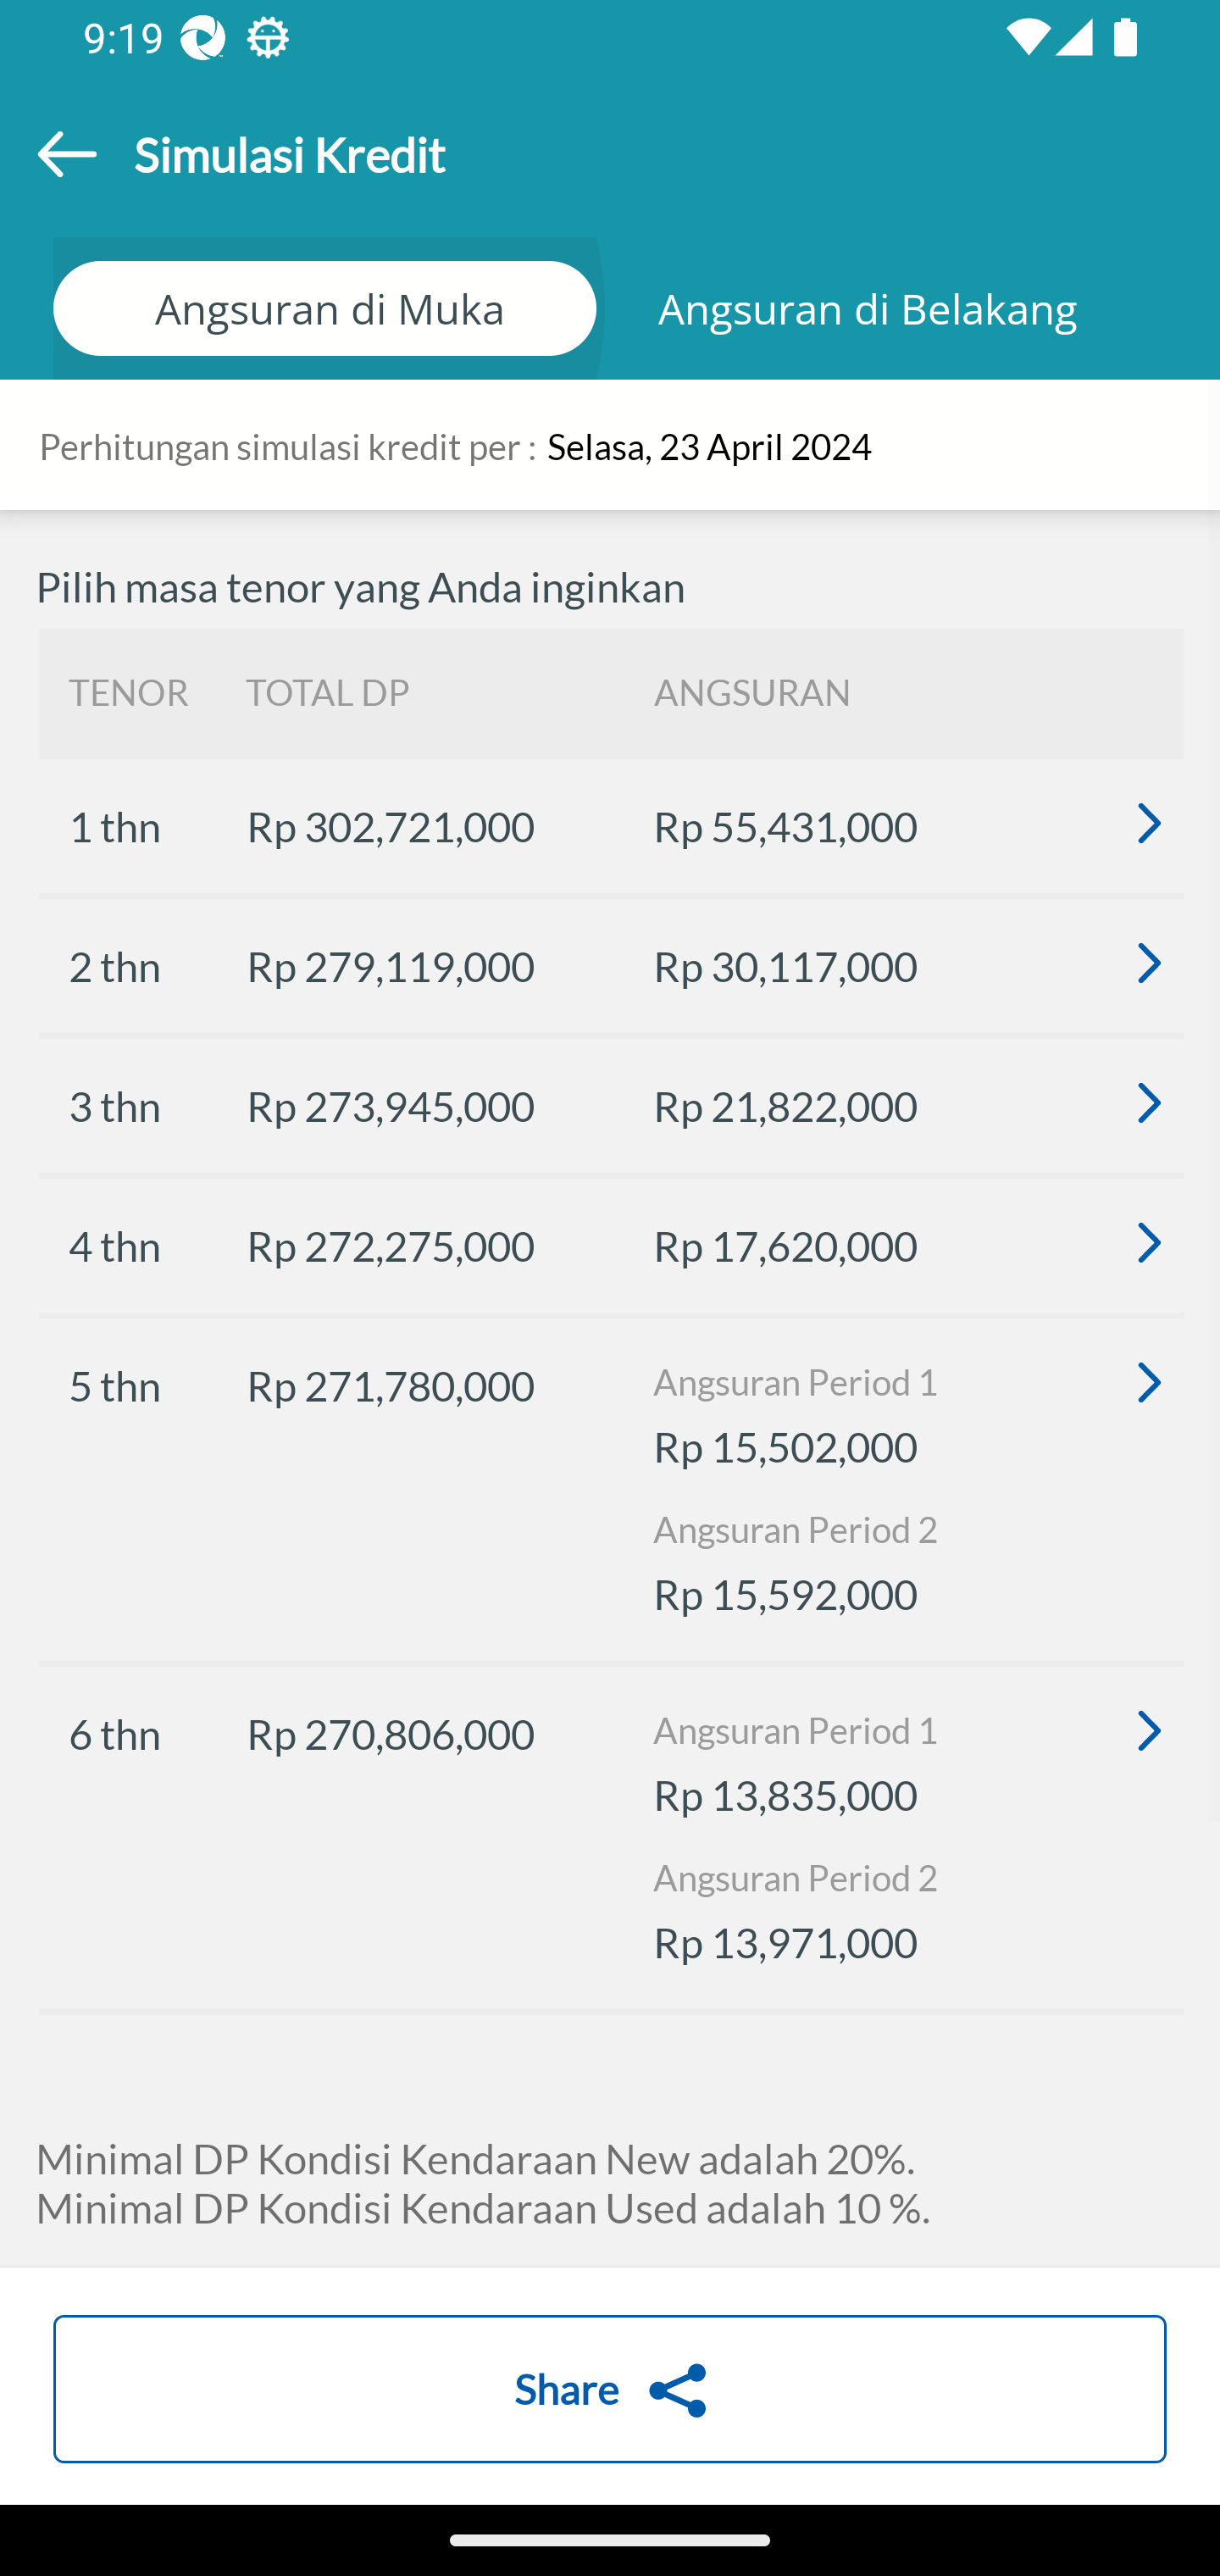 9:19
Simulasi Kredit
Angsuran di Muka Angsuran di Belakang
Perhitungan simulasi kredit per : Selasa, 23 April 2024
Pilih masa tenor yang Anda inginkan
TENOR TOTAL DP ANGSURAN
1 thn Rp 302,721,000 Rp 55,431,000
2 thn Rp 279,119,000 Rp 30,117,000
3 thn Rp 273,945,000 Rp 21,822,000
4 thn Rp 272,275,000 Rp 17,620,000
5 thn Rp 271,780,000 Angsuran Period 1
Rp 15,502,000
Angsuran Period 2
Rp 15,592,000
6 thn Rp 270,806,000 Angsuran Period 1
Rp 13,835,000
Angsuran Period 2
Rp 13,971,000
Minimal DP Kondisi Kendaraan New adalah 20%.
Minimal DP Kondisi Kendaraan Used adalah 10 %.
Share